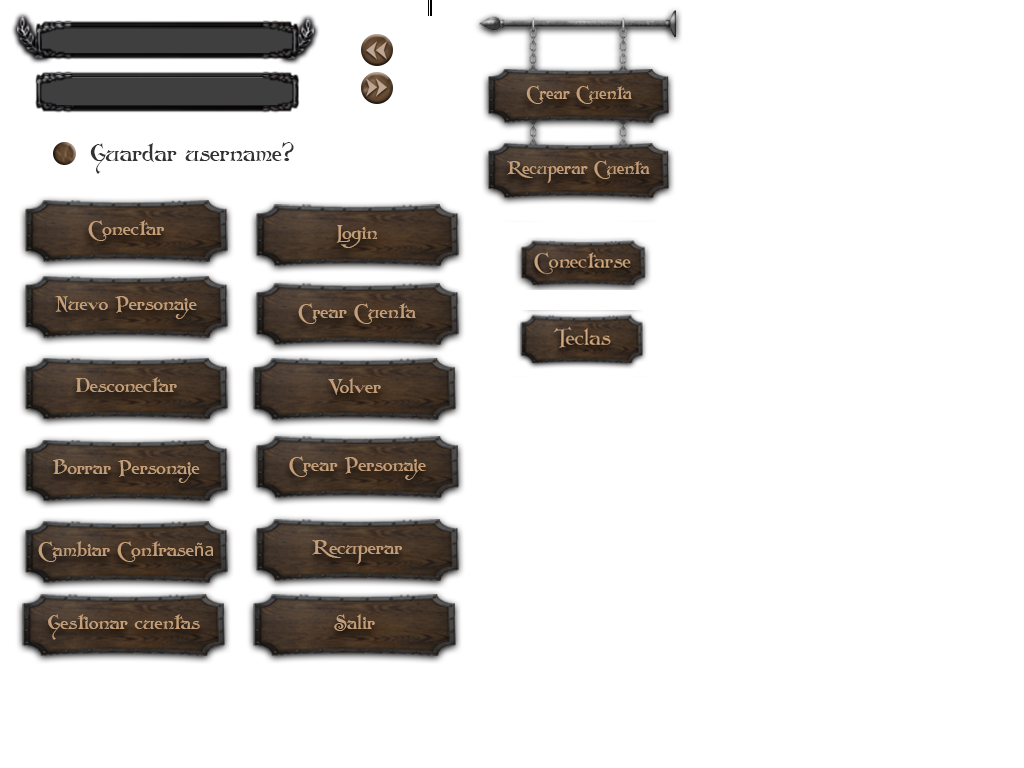 Guardar username?
Conectar
Nuevo Personaje
Desconectar
Borrar Personaje
Cambiar Contraseña
Gestionar cuentas
Login
Crear Cuenta
Volver
Crear Personaje
Recuperar
Salir
Crear Cuenta
Recuperar Cuenta
Conectarse
Teclas